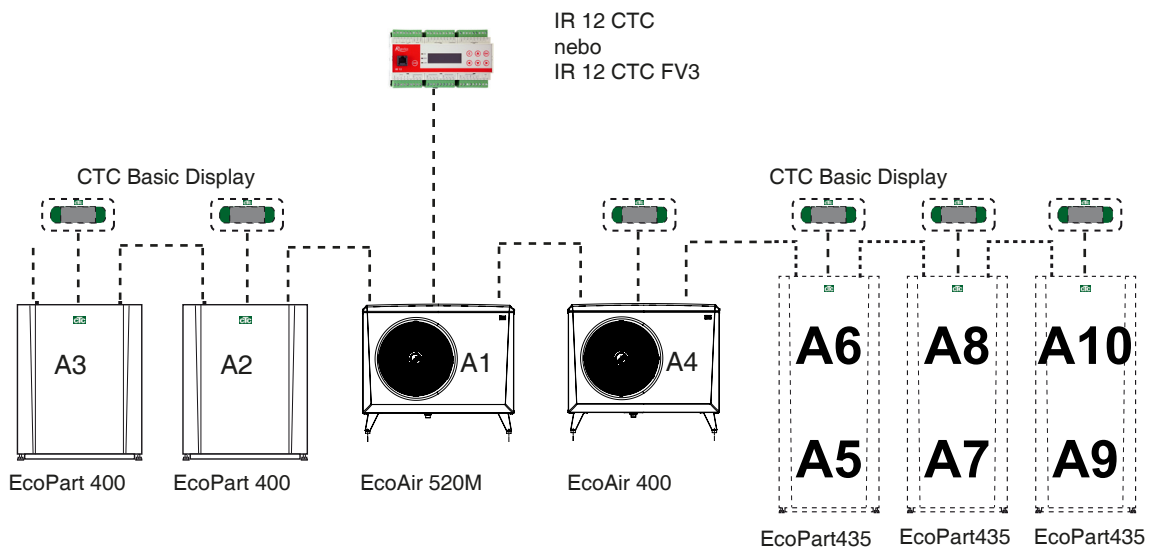 IR 12 CTC
nebo
IR 12 CTC FV3
CTC Basic Display
CTC Basic Display
A3
A2
A1
A4
A6
A8
A10
A5
A7
A9
EcoPart 400
EcoPart 400
EcoAir 520M
EcoAir 400
EcoPart435
EcoPart435
EcoPart435